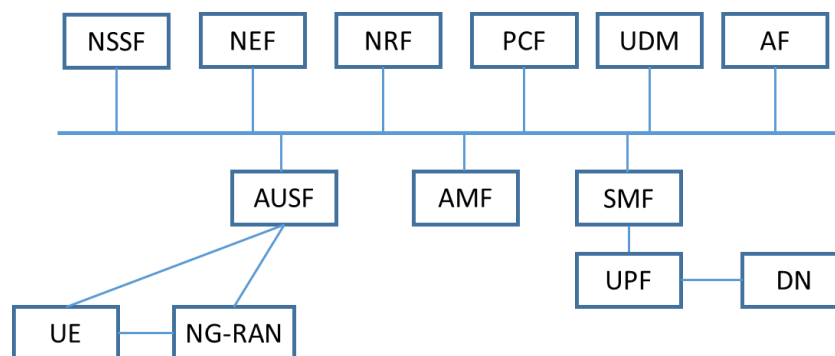 NSSF
NEF
NRF
PCF
UDM
AF
AUSF
AMF
SMF
UPF
DN
UE
NG-RAN